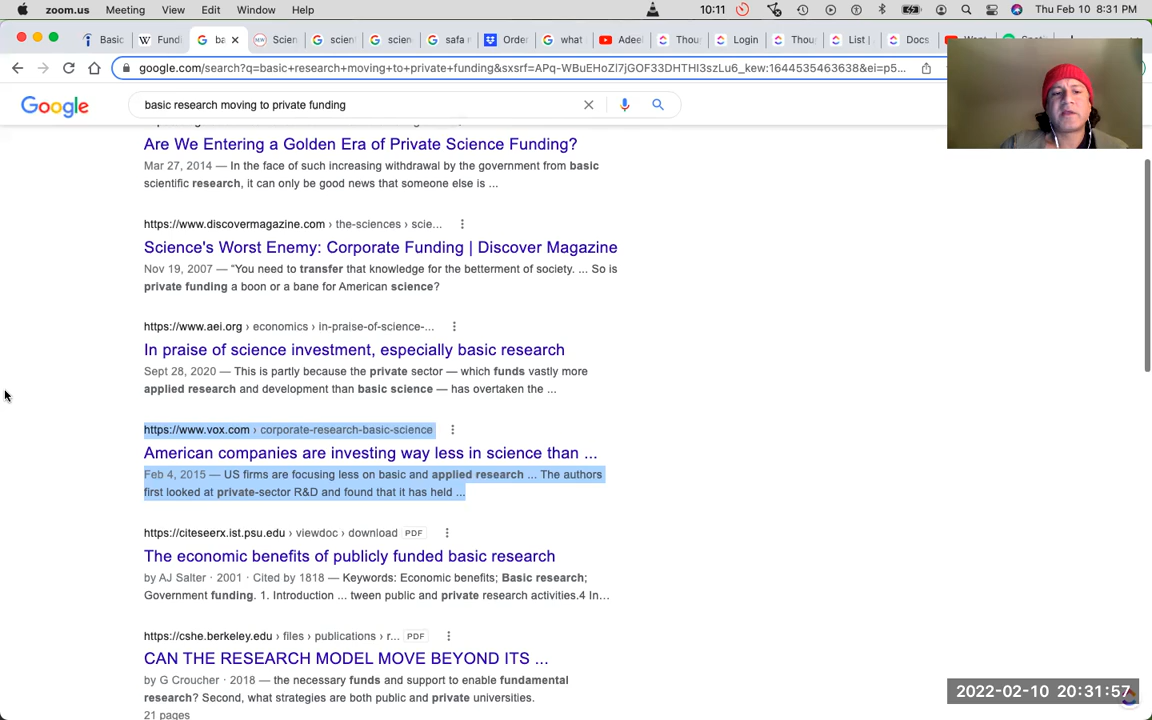 zoom.us Meeting View Edit Window Help 10:11 Thu Feb 10 8:31 PM
Basic Fundi ba Scien scien scien safa r Order what Adeel Thou Login Thou List | Docs
google.com/search?q=basic+research+moving+to+private+funding&sxsrf=APq-WBuEHoZl7jGOF33DHTHI3szLu6_kew:1644535463638&ei=p5...
Google basic research moving to private funding
Are We Entering a Golden Era of Private Science Funding?
Mar 27, 2014 — In the face of such increasing withdrawal by the government from basic
scientific research, it can only be good news that someone else is ...
https://www.discovermagazine.com › the-sciences › scie...
Science's Worst Enemy: Corporate Funding | Discover Magazine
Nov 19, 2007 — "You need to transfer that knowledge for the betterment of society. ... So is
private funding a boon or a bane for American science?
https://www.aei.org › economics › in-praise-of-science-...
In praise of science investment, especially basic research
Sept 28, 2020 — This is partly because the private sector — which funds vastly more
applied research and development than basic science — has overtaken the ...
https://www.vox.com › corporate-research-basic-science
American companies are investing way less in science than ...
Feb 4, 2015 — US firms are focusing less on basic and applied research ... The authors
first looked at private-sector R&D and found that it has held ...
https://citeseerx.ist.psu.edu › viewdoc › download PDF
The economic benefits of publicly funded basic research
by AJ Salter · 2001 · Cited by 1818 — Keywords: Economic benefits; Basic research;
Government funding. 1. Introduction ... tween public and private research activities.4 In...
https://cshe.berkeley.edu › files › publications › r... PDF
CAN THE RESEARCH MODEL MOVE BEYOND ITS ...
by G Croucher · 2018 — the necessary funds and support to enable fundamental
research? Second, what strategies are both public and private universities.
21 pages
2022-02-10 20:31:57